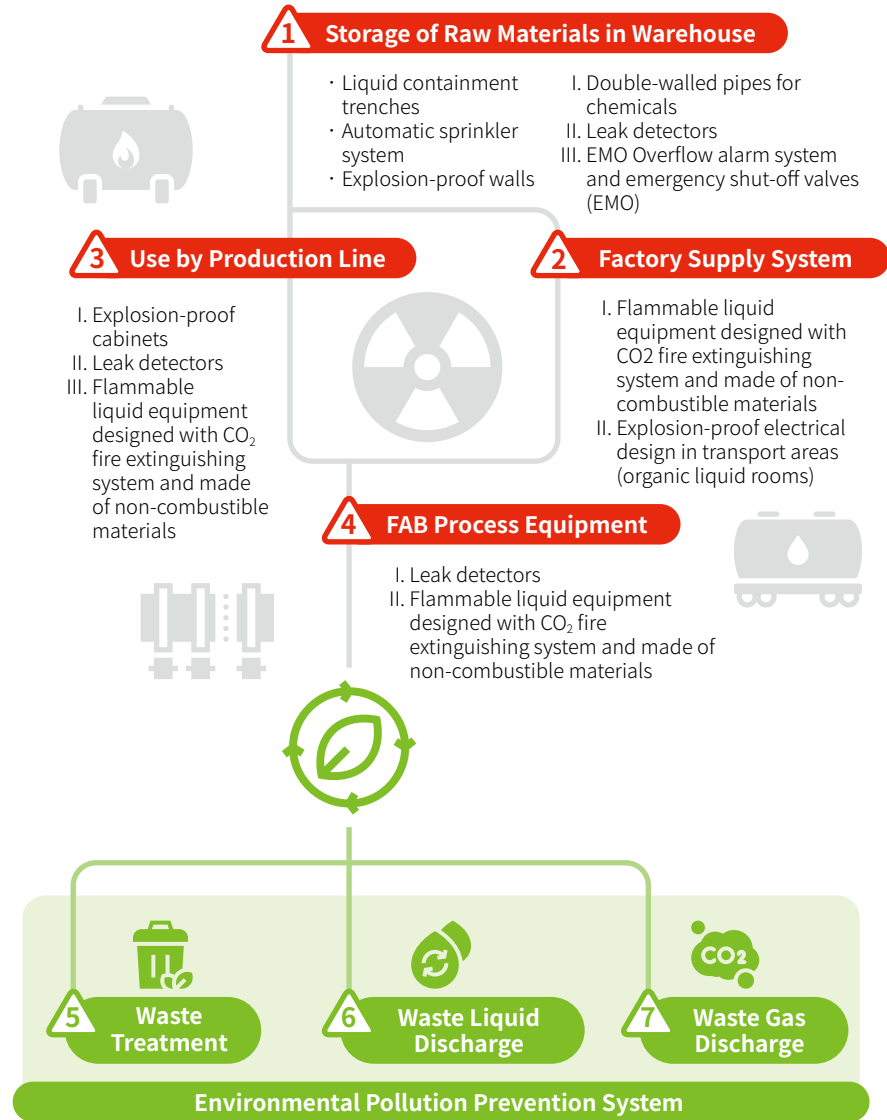 1 Storage of Raw Materials in Warehouse
· Liquid containment
trenches
· Automatic sprinkler
system
· Explosion-proof walls
I. Double-walled pipes for
chemicals
II. Leak detectors
III. EMO Overflow alarm system
and emergency shut-off valves
(EMO)
3 Use by Production Line
I. Explosion-proof
cabinets
II. Leak detectors
III. Flammable
liquid equipment
designed with CO₂
fire extinguishing
system and made
of non-combustible
materials
2 Factory Supply System
I. Flammable liquid
equipment designed with
CO2 fire extinguishing
system and made of non-
combustible materials
II. Explosion-proof electrical
design in transport areas
(organic liquid rooms)
4 FAB Process Equipment
I. Leak detectors
II. Flammable liquid equipment
designed with CO₂ fire
extinguishing system and made of
non-combustible materials
5 Waste
Treatment
6 Waste Liquid
Discharge
CO2
7 Waste Gas
Discharge
Environmental Pollution Prevention System